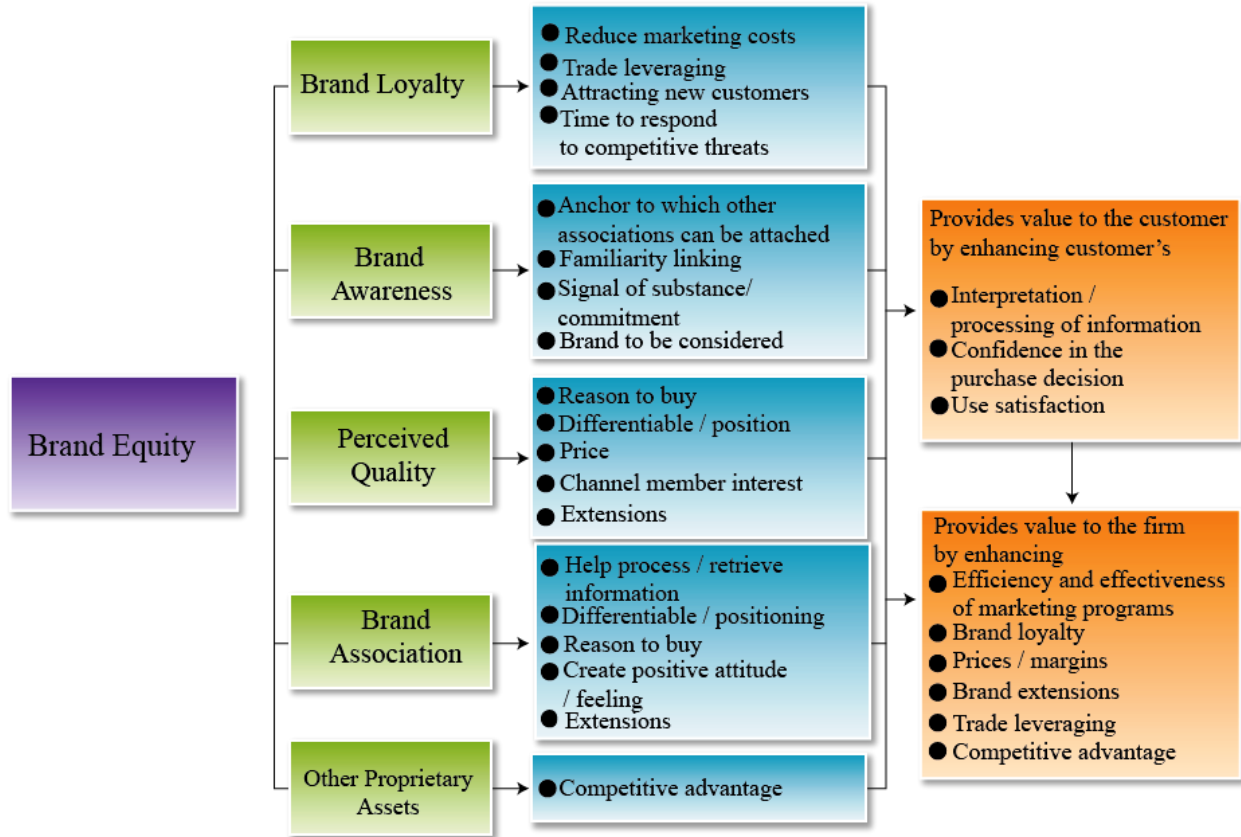 Brand Equity
Brand Loyalty
Reduce marketing costs
Trade leveraging
Attracting new customers
Time to respond
to competitive threats
Brand
Awareness
Anchor to which other
associations can be attached
Familiarity linking
Signal of substance/
commitment
Brand to be considered
Perceived
Quality
Reason to buy
Differentiable / position
Price
Channel member interest
Extensions
Brand
Association
Help process / retrieve
information
Differentiable / positioning
Reason to buy
Create positive attitude
/ feeling
Extensions
Other Proprietary
Assets
Competitive advantage
Provides value to the customer
by enhancing customer’s
Interpretation /
processing of information
Confidence in the
purchase decision
Use satisfaction
Provides value to the firm
by enhancing
Efficiency and effectiveness
of marketing programs
Brand loyalty
Prices / margins
Brand extensions
Trade leveraging
Competitive advantage